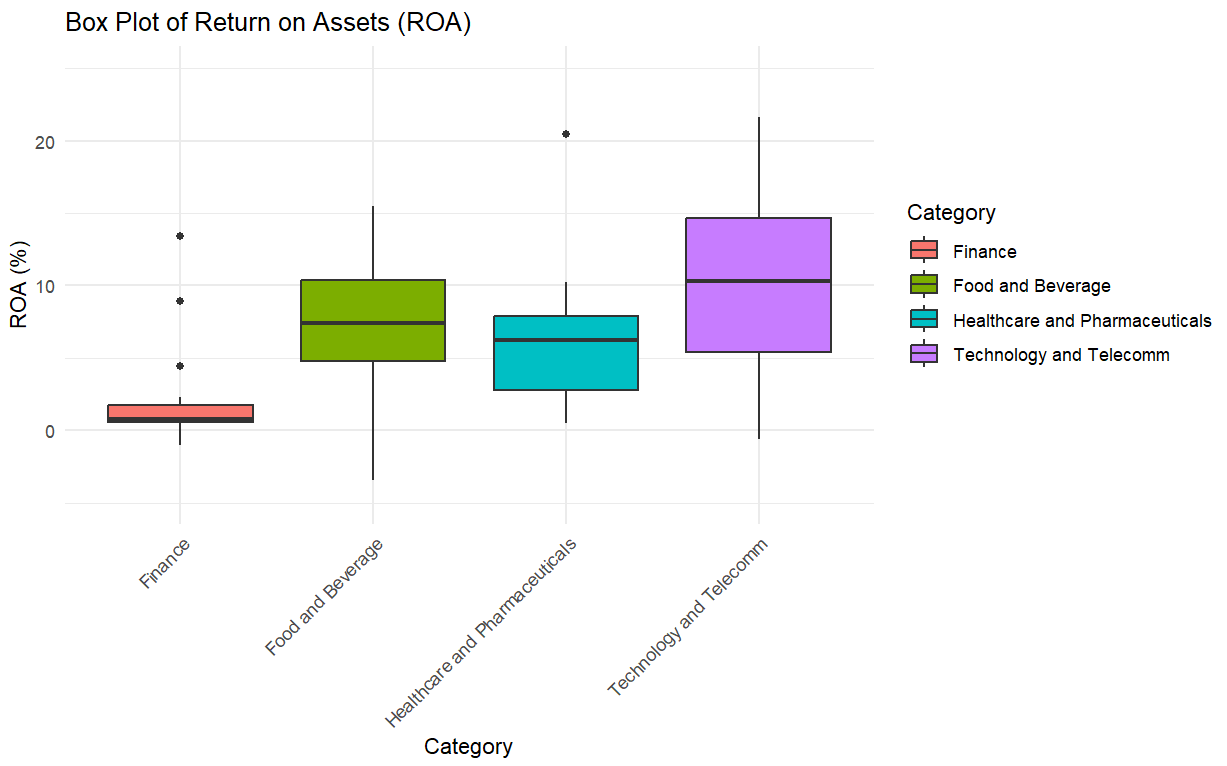 Box Plot of Return on Assets (ROA)
ROA (%)
20
10
0
Finance
Food and Beverage
Healthcare and Pharmaceuticals
Technology and Telecomm
Category
Category
Finance
Food and Beverage
Healthcare and Pharmaceuticals
Technology and Telecomm